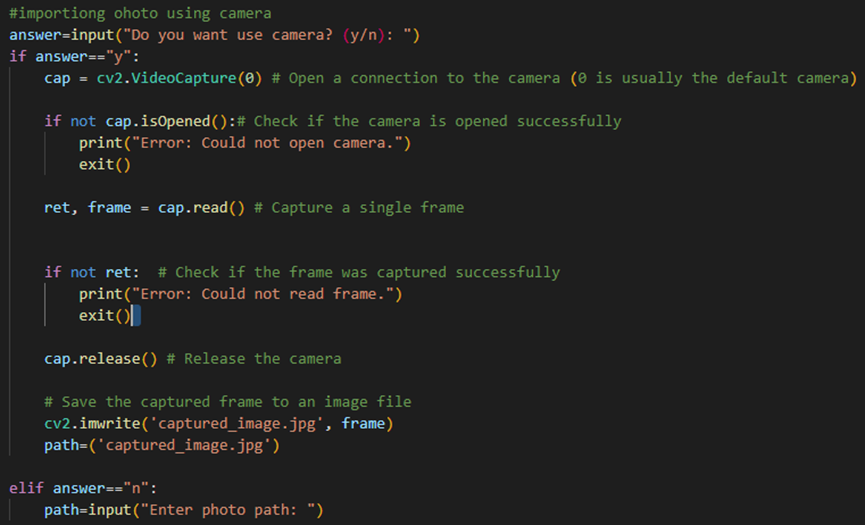 #importiong ohoto using camera
answer=input("Do you want use camera? (y/n): ")
if answer=="y":
    cap = cv2.VideoCapture(0) # Open a connection to the camera (0 is usually the default camera)
    if not cap.isOpened():# Check if the camera is opened successfully
        print("Error: Could not open camera.")
        exit()
    ret, frame = cap.read() # Capture a single frame
    if not ret:  # Check if the frame was captured successfully
        print("Error: Could not read frame.")
        exit()
    cap.release() # Release the camera
    # Save the captured frame to an image file
    cv2.imwrite('captured_image.jpg', frame)
    path=('captured_image.jpg')
elif answer=="n":
    path=input("Enter photo path: ")